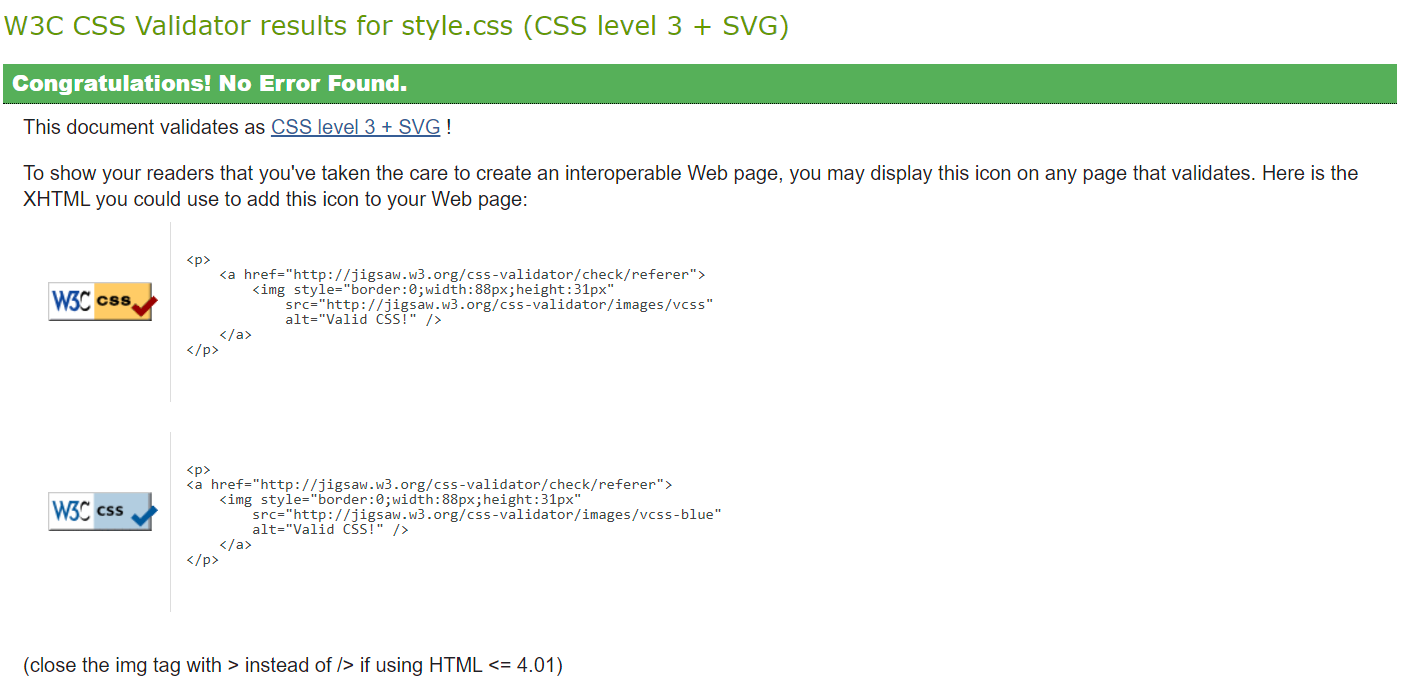 W3C CSS Validator results for style.css (CSS level 3 + SVG)
Congratulations! No Error Found.
This document validates as CSS level 3 + SVG !
To show your readers that you've taken the care to create an interoperable Web page, you may display this icon on any page that validates. Here is the
XHTML you could use to add this icon to your Web page:
W3C css
<p>
    <a href="http://jigsaw.w3.org/css-validator/check/referer">
        <img style="border:0;width:88px;height:31px"
            src="http://jigsaw.w3.org/css-validator/images/vcss"
            alt="Valid CSS!" />
    </a>
</p>
W3C css
<p>
<a href="http://jigsaw.w3.org/css-validator/check/referer">
    <img style="border:0;width:88px;height:31px"
        src="http://jigsaw.w3.org/css-validator/images/vcss-blue"
        alt="Valid CSS!" />
    </a>
</p>
(close the img tag with > instead of /> if using HTML <= 4.01)